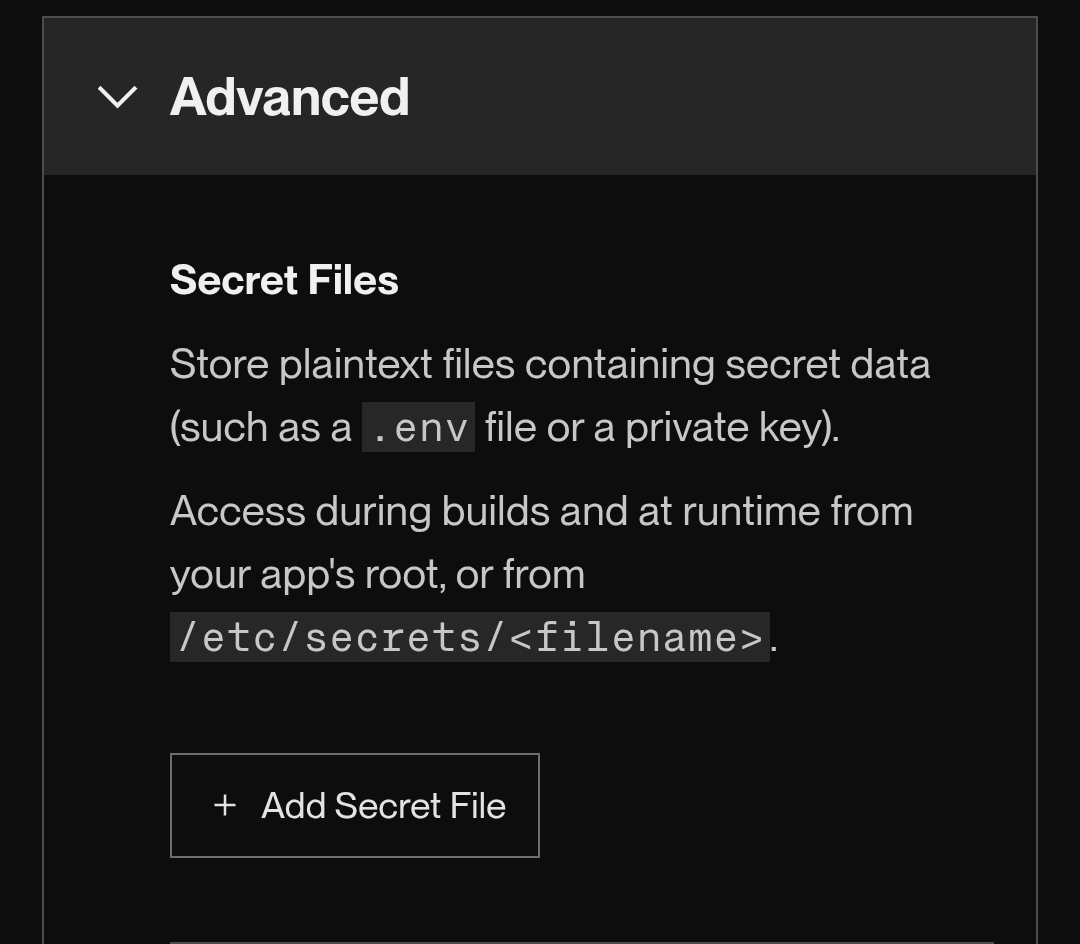 Advanced
Secret Files
Store plaintext files containing secret data
(such as a .env file or a private key).
Access during builds and at runtime from
your app's root, or from
/etc/secrets/<filename>.
+ Add Secret File